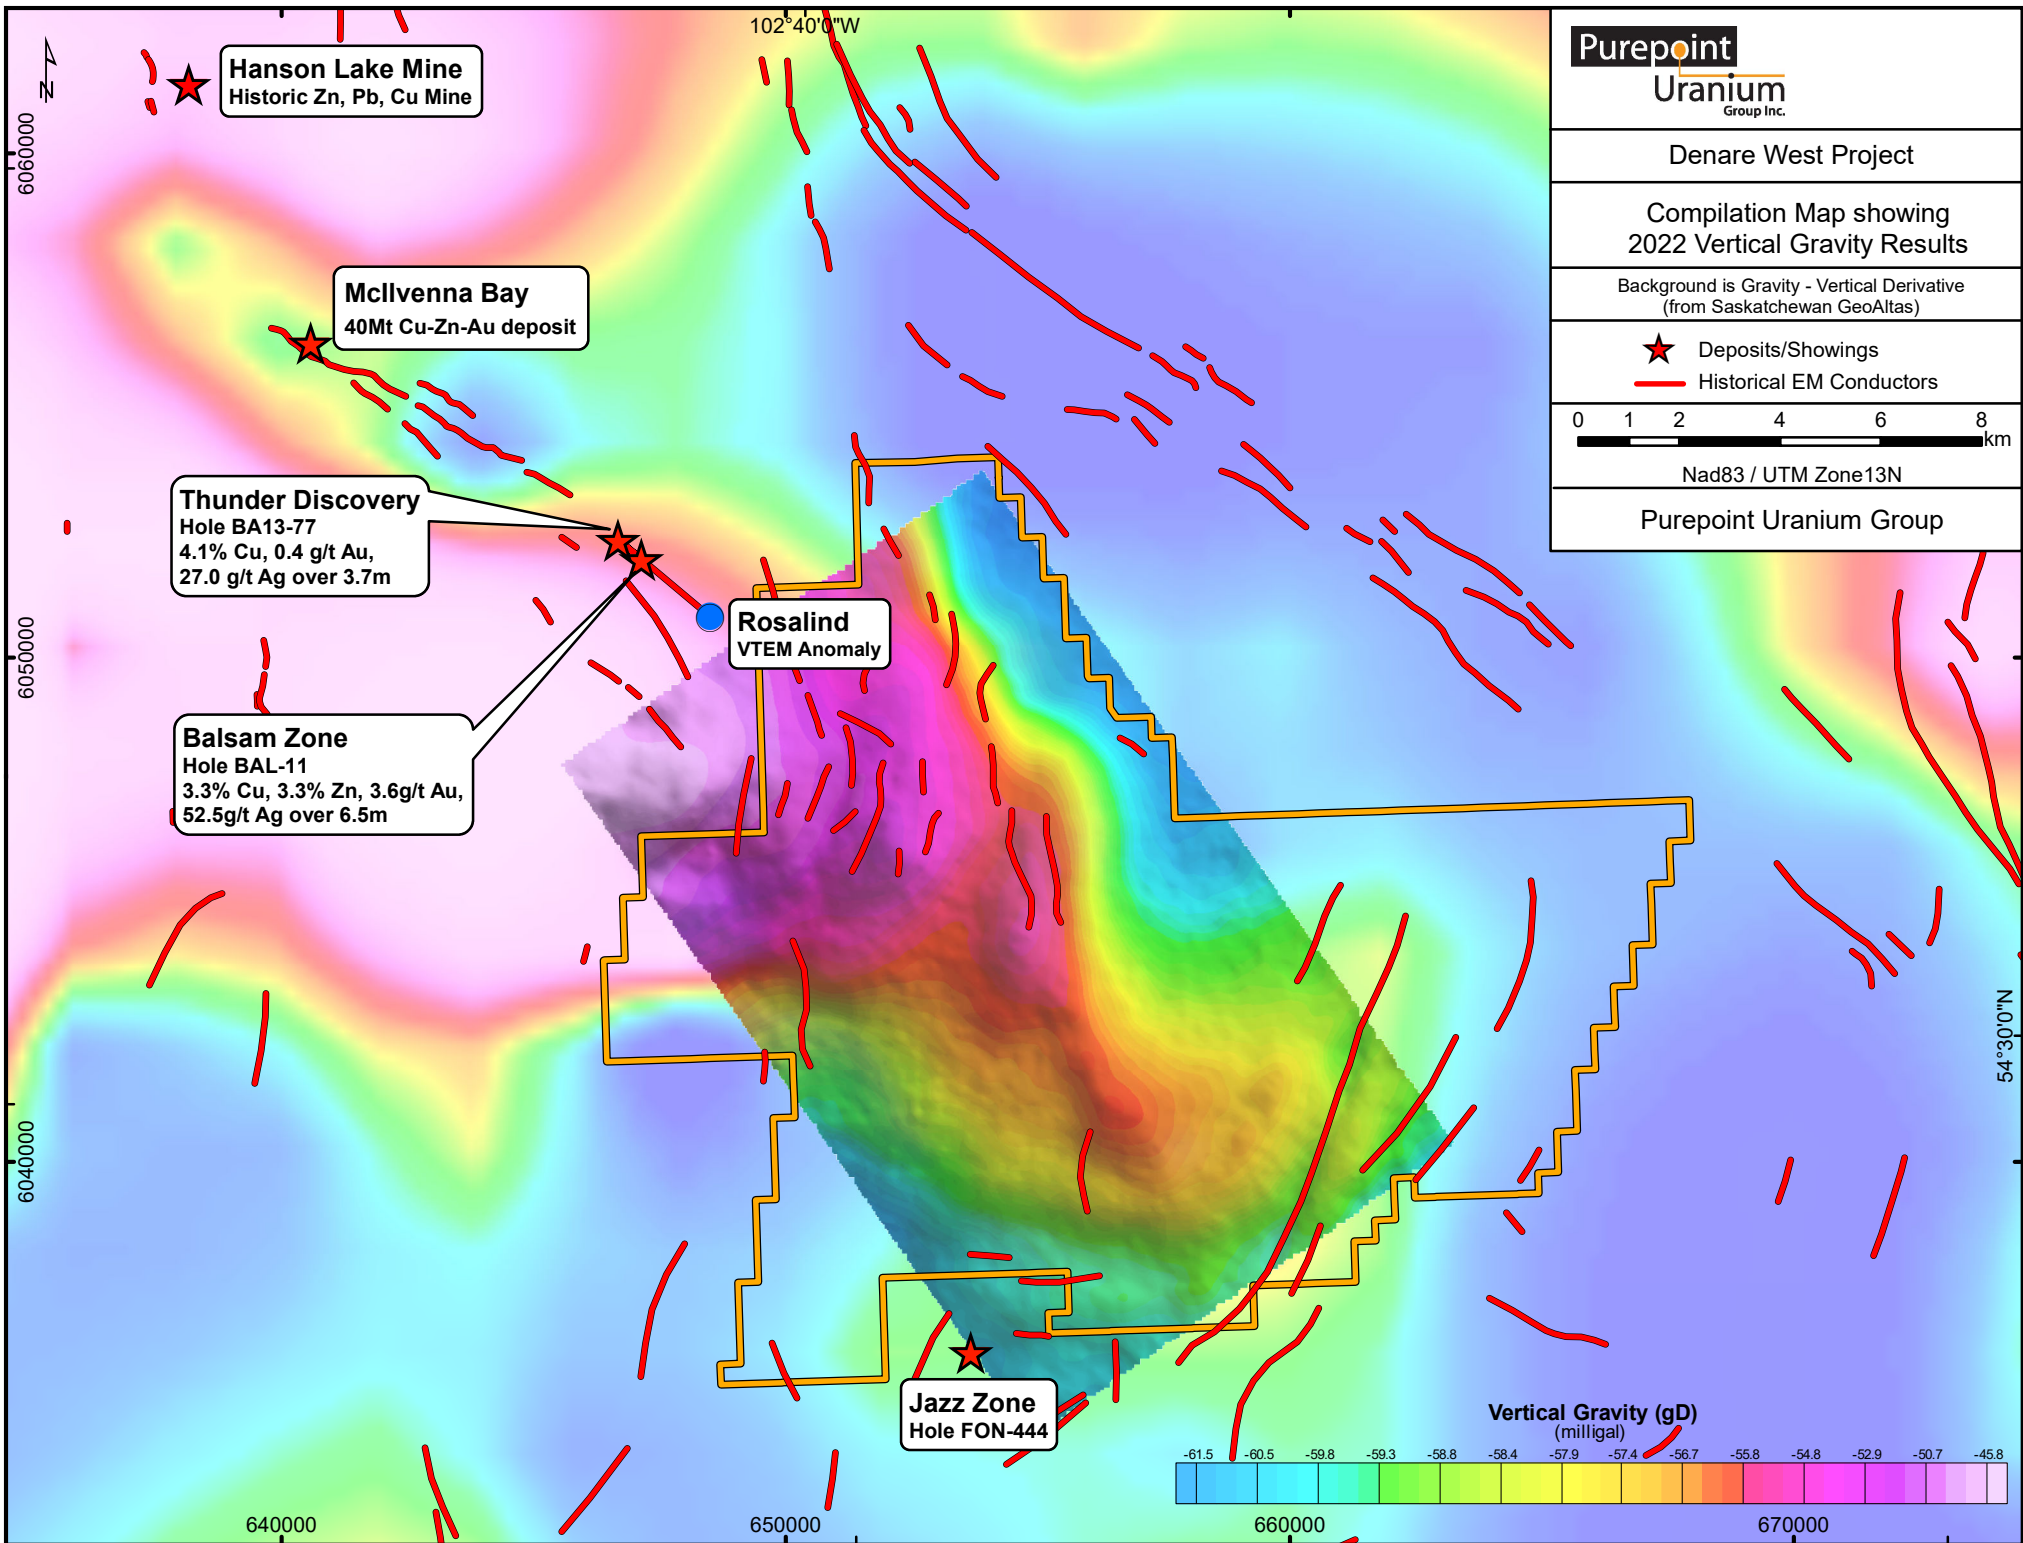 102°40'0"W
N
Hanson Lake Mine
Historic Zn, Pb, Cu Mine
6060000
McIlvenna Bay
40Mt Cu-Zn-Au deposit
Thunder Discovery
Hole BA13-77
4.1% Cu, 0.4 g/t Au,
27.0 g/t Ag over 3.7m
Rosalind
VTEM Anomaly
6050000
Balsam Zone
Hole BAL-11
3.3% Cu, 3.3% Zn, 3.6g/t Au,
52.5g/t Ag over 6.5m
6040000
Jazz Zone
Hole FON-444
Purepoint
Uranium
Group Inc.
Denare West Project
Compilation Map showing
2022 Vertical Gravity Results
Background is Gravity - Vertical Derivative
(from Saskatchewan GeoAltas)
Deposits/Showings
Historical EM Conductors
0 1 2 4 6 8
km
Nad83 / UTM Zone13N
Purepoint Uranium Group
54°30'0"N
Vertical Gravity (gD)
(milligal)
-61.5 -60.5 -59.8 -59.3 -58.8 -58.4 -57.9 -57.4 -56.7 -55.8 -54.8 -52.9 -50.7 -45.8
640000 650000 660000 670000